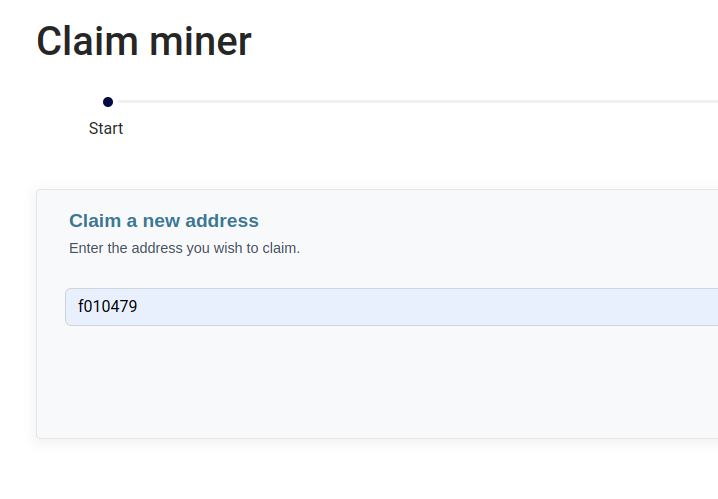 Claim miner
Start
Claim a new address
Enter the address you wish to claim.
f010479